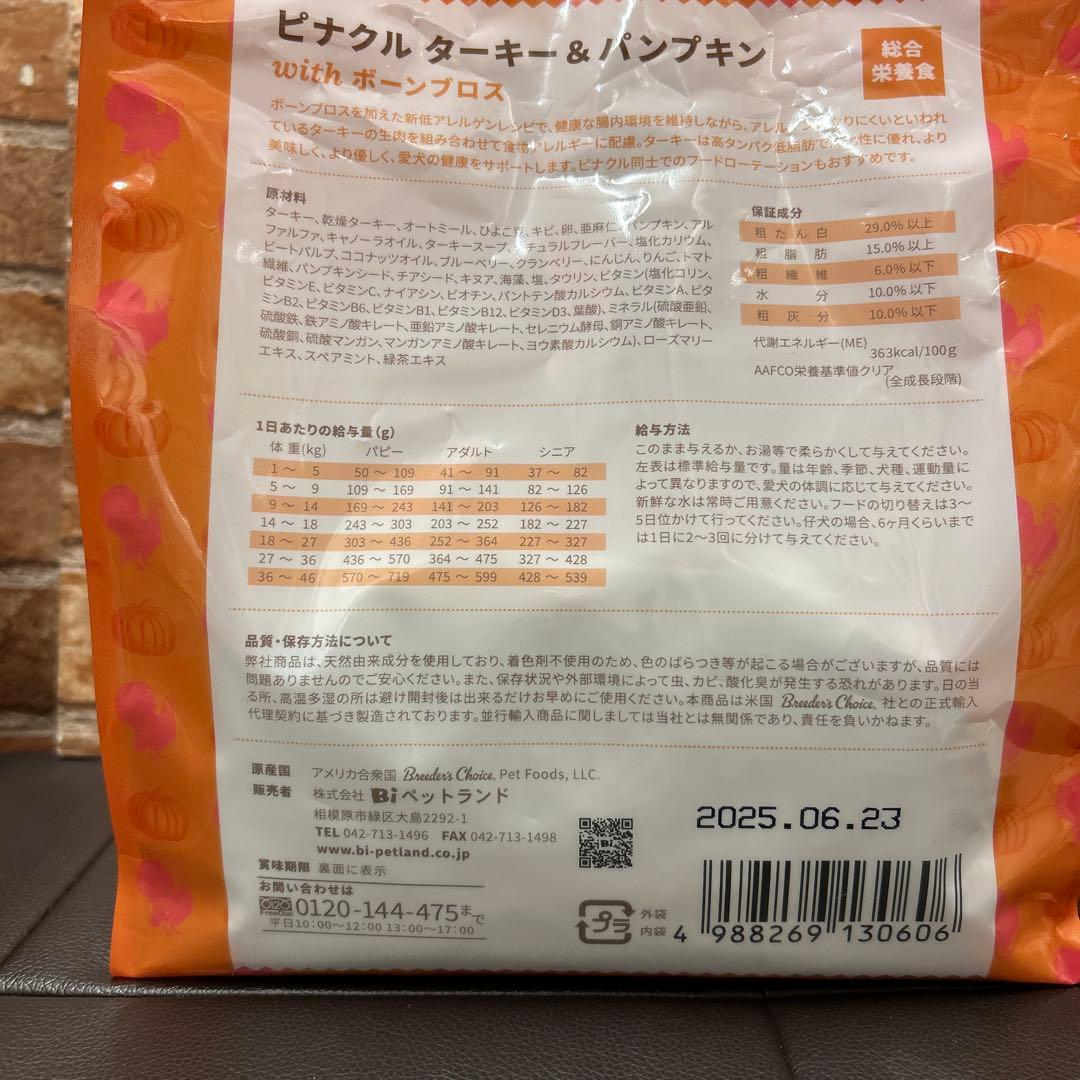 ピナクル ターキー & パンプキン
with ボーンブロス
総合
栄養食
ボーンブロスを加えた新低アレルゲンレシピで、健康な腸内環境を維持しながら、アレルゲンになりにくいといわれ
ているターキーの生肉を組み合わせて食物アレルギーに配慮。ターキーは高タンパク低脂肪で 性に優れ、より
美味しく、より優しく、愛犬の健康をサポートします。ピナクル同士でのフードローテーションもおすすめです。
原材料
ターキー、乾燥ターキー、オートミール、ひよこ豆、キビ、卵、亜麻仁、パンプキン、アル
ファルファ、キャノーラオイル、ターキースープ、ナチュラルフレーバー、塩化カリウム、
ビートパルプ、ココナッツオイル、ブルーベリー、クランベリー、にんじん、りんご、トマト
繊維、パンプキンシード、チアシード、キヌア、海藻、塩、タウリン、ビタミン(塩化コリン、
ビタミンE、ビタミンC、ナイアシン、ビオチン、パントテン酸カルシウム、ビタミンA、ビタ
ミンB2、ビタミンB6、ビタミンB1、ビタミンB12、ビタミンD3、葉酸)、ミネラル(硫酸亜鉛、
硫酸鉄、鉄アミノ酸キレート、亜鉛アミノ酸キレート、セレニウム酵母、銅アミノ酸キレート、
硫酸銅、硫酸マンガン、マンガンアミノ酸キレート、ヨウ素酸カルシウム)、ローズマリー
エキス、スペアミント、緑茶エキス
保証成分
粗たん白 29.0%以上
粗脂肪 15.0%以上
粗繊維 6.0%以下
水分 10.0%以下
粗灰分 10.0%以下
代謝エネルギー(ME)
363kcal/100g
AAFCO栄養基準値クリア
(全成長段階)
1日あたりの給与量(g)
体重(kg) パピー アダルト シニア
1～5 50～109 41～91 37～82
5～9 109～169 91～141 82～126
9～14 169～243 141～203 126～182
14～18 243～303 203～252 182～227
18～27 303～436 252～364 227～327
27～36 436～570 364～475 327～428
36～46 570～719 475～599 428～539
給与方法
このまま与えるか、お湯等で柔らかくして与えてください。
左表は標準給与量です。量は年齢、季節、犬種、運動量に
よって異なりますので、愛犬の体調に応じて与えてください。
新鮮な水は常時ご用意ください。フードの切り替えは3～
5日位かけて行ってください。仔犬の場合、6ヶ月くらいまで
は1日に2～3回に分けて与えてください。
品質・保存方法について
弊社商品は、天然由来成分を使用しており、着色剤不使用のため、色のばらつき等が起こる場合がございますが、品質には
問題ありませんのでご安心ください。また、保存状況や外部環境によって虫、カビ、酸化臭が発生する恐れがあります。日の当
る所、高温多湿の所は避け開封後は出来るだけお早めにご使用ください。本商品は米国 Breeder's Choice® 社との正式輸入
代理契約に基づき製造されております。並行輸入商品に関しましては当社とは無関係であり、責任を負いかねます。
原産国 アメリカ合衆国 Breeder's Choice® Pet Foods, LLC.
販売者 株式会社 Bi ペットランド
相模原市緑区大島2292-1
TEL 042-713-1496 FAX 042-713-1498
www.bi-petland.co.jp
賞味期限 裏面に表示
お問い合わせは
FreeDial 0120-144-475まで
平日10:00～12:00 13:00～17:00
2025.06.23
プラ
外袋
内袋
4 988269 130606